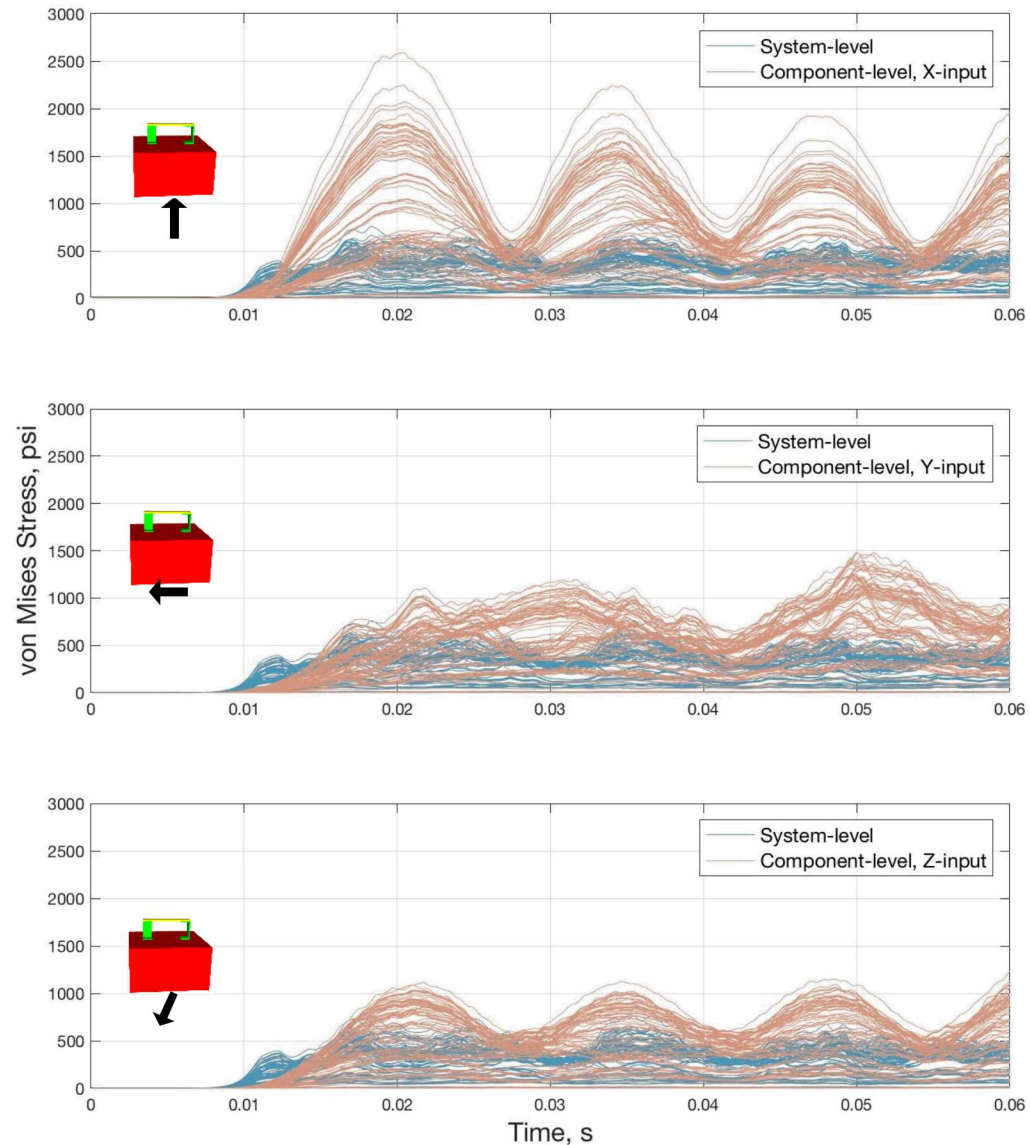 3000
System-level
Component-level, X-input
2500
2000
1500
1000
500
0
0 0.01 0.02 0.03 0.04 0.05 0.06
von Mises Stress, psi
3000
System-level
Component-level, Y-input
2500
2000
1500
1000
500
0
0 0.01 0.02 0.03 0.04 0.05 0.06
3000
System-level
Component-level, Z-input
2500
2000
1500
1000
500
0
0 0.01 0.02 0.03 0.04 0.05 0.06
Time, s